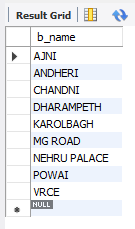 Result Grid
b_name
AJNI
ANDHERI
CHANDNI
DHARAMPETH
KAROLBAGH
MG ROAD
NEHRU PALACE
POWAI
VRCE
NULL